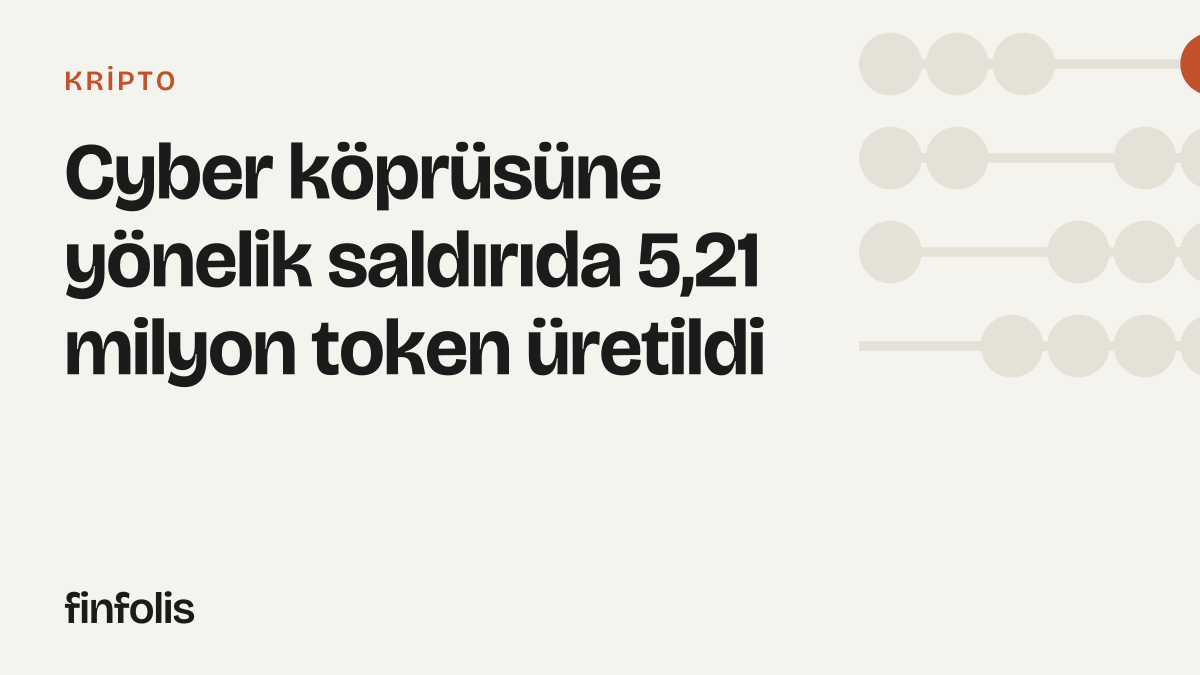 KRİPTO
Cyber köprüsüne
yönelik saldırıda 5,21
milyon token üretildi
finfolis